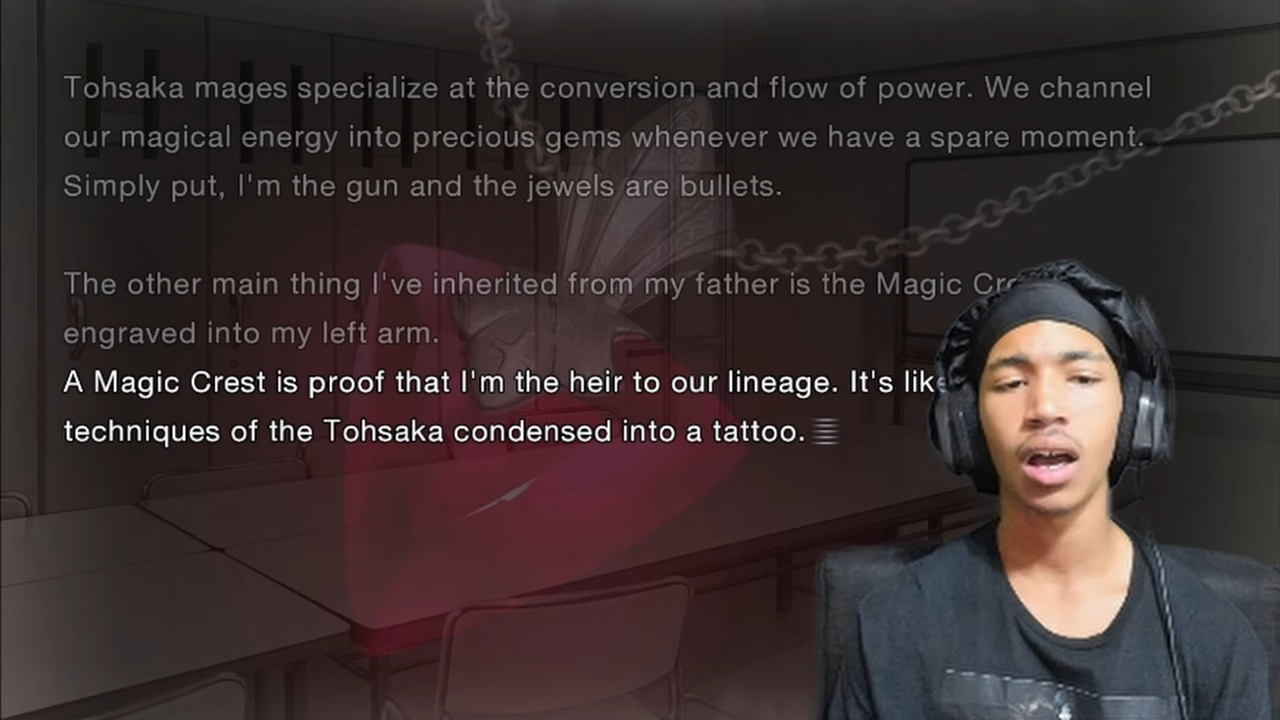 Tohsaka mages specialize at the conversion and flow of power. We channel
our magical energy into precious gems whenever we have a spare moment.
Simply put, I'm the gun and the jewels are bullets.
The other main thing I've inherited from my father is the Magic
engraved into my left arm.
A Magic Crest is proof that I'm the heir to our lineage. It's
techniques of the Tohsaka condensed into a tattoo.